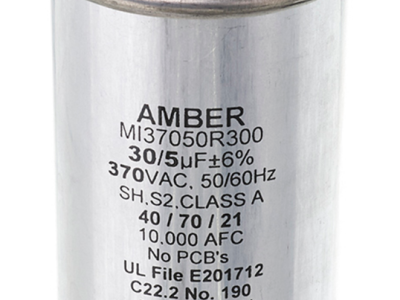 AMBER
MI37050R300
30/5µF±6%
370VAC, 50/60Hz
SH,S2,CLASS A
40 / 70 / 21
10.000 AFC
No PCB's
UL File E201712
C22.2 No. 190